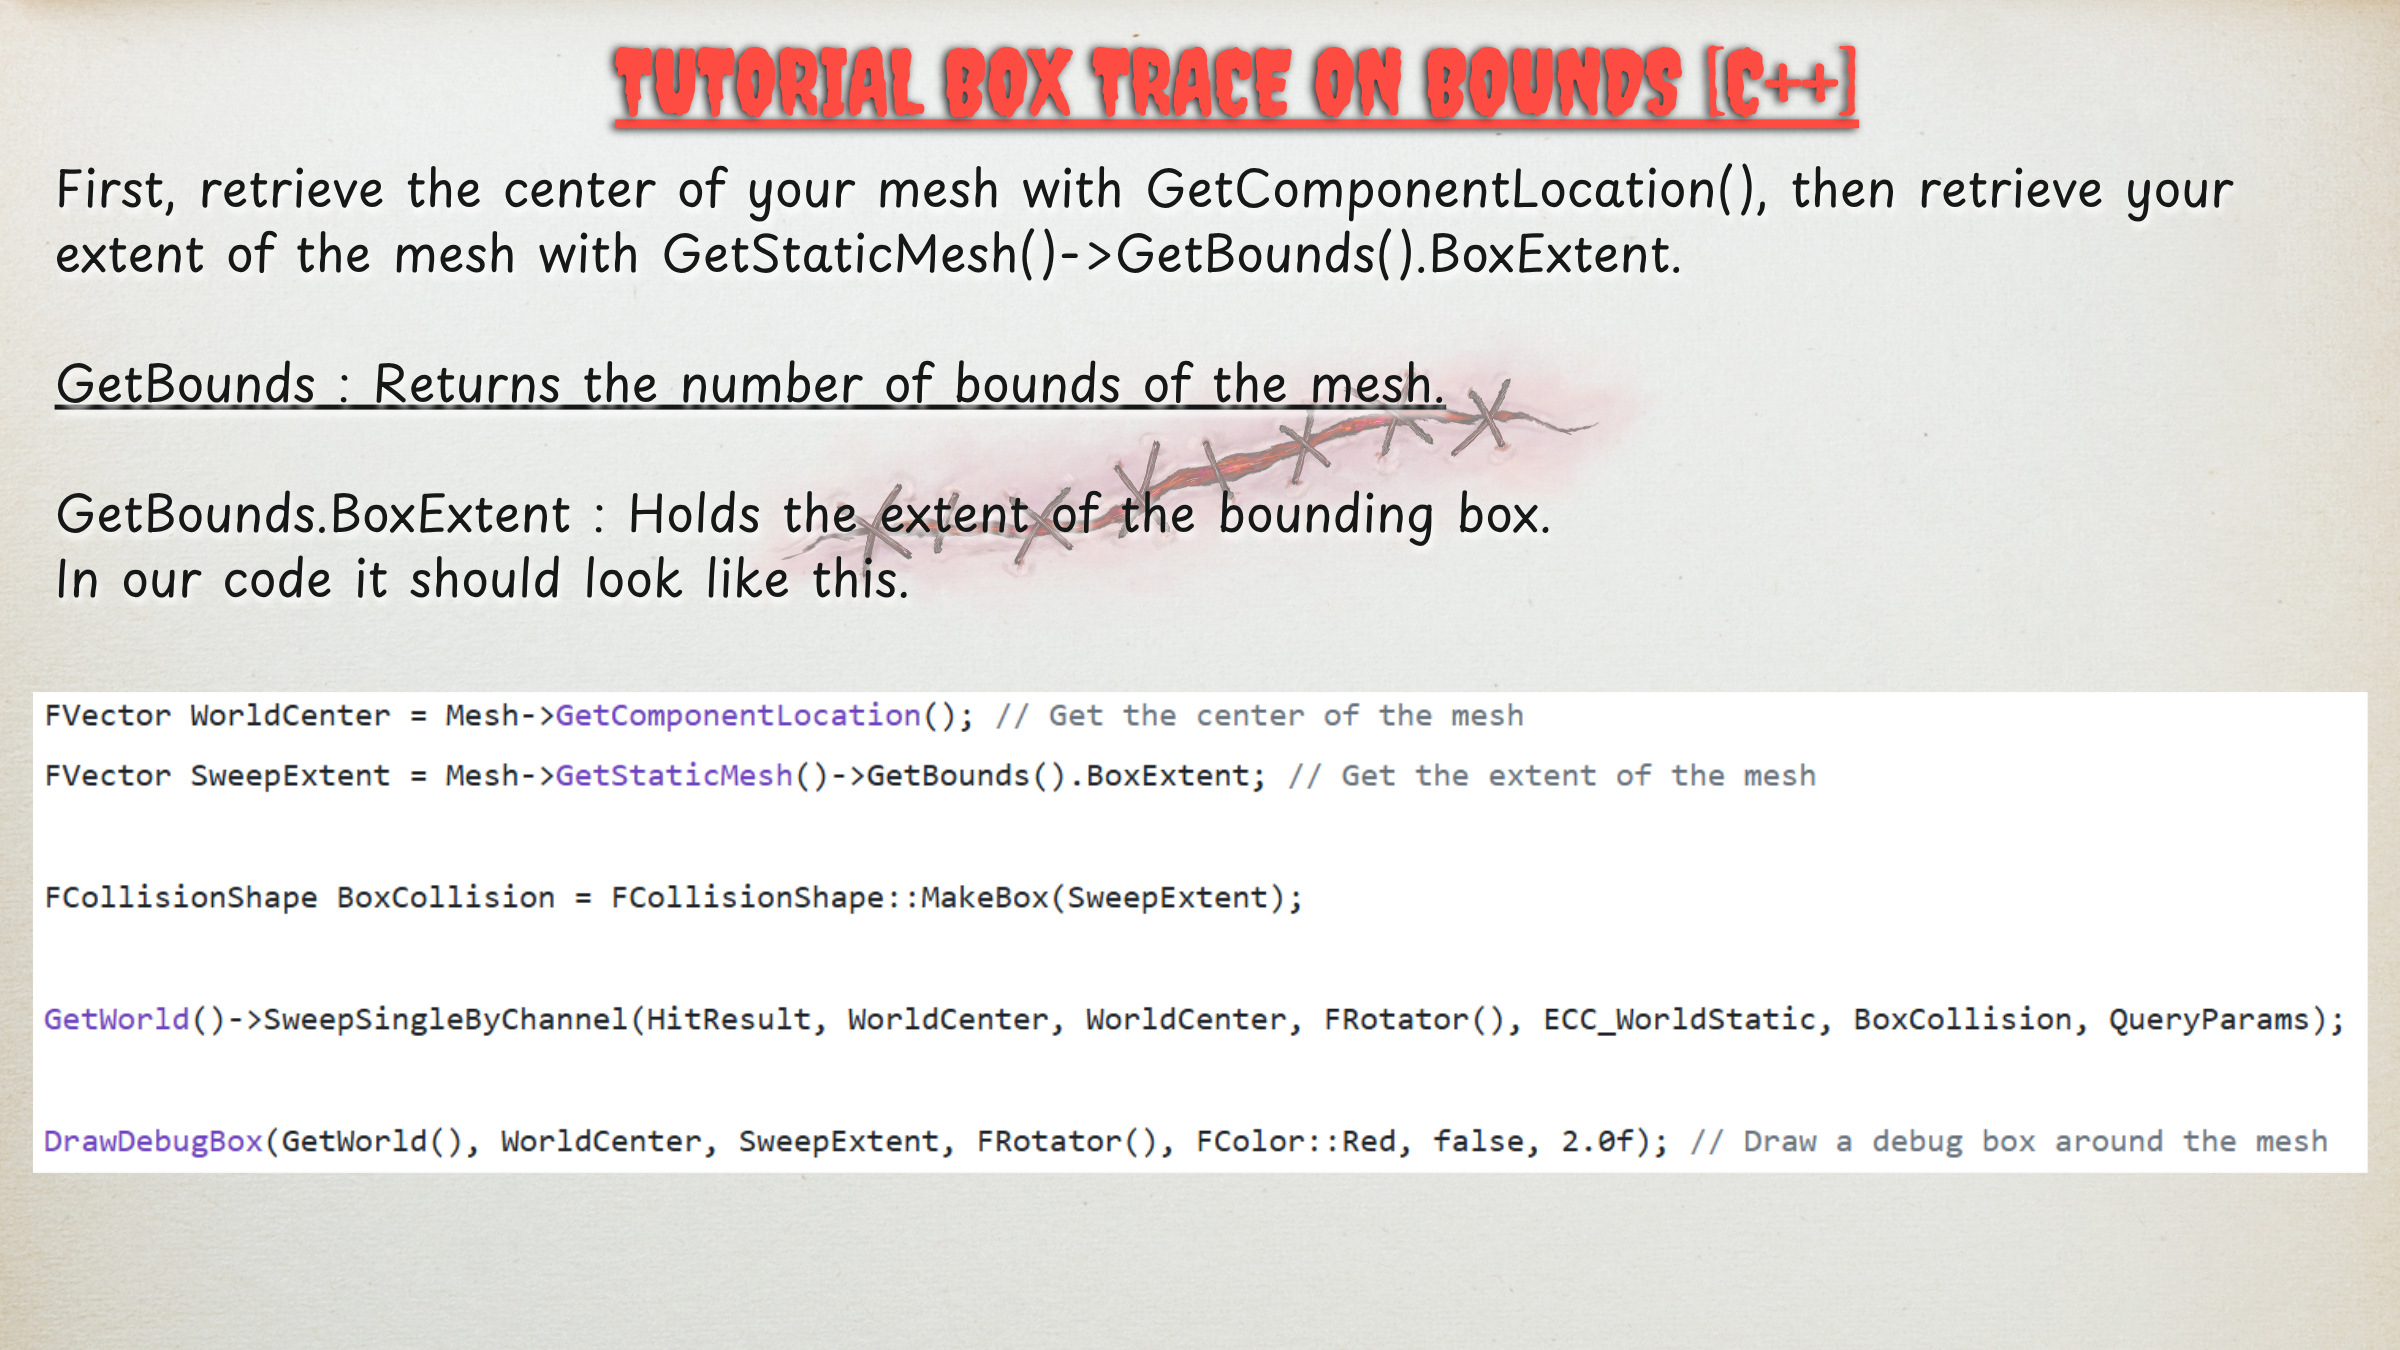 TUTORIAL BOX TRACE ON BOUNDS [C++]
First, retrieve the center of your mesh with GetComponentLocation(), then retrieve your
extent of the mesh with GetStaticMesh()->GetBounds().BoxExtent.
GetBounds : Returns the number of bounds of the mesh.
GetBounds.BoxExtent : Holds the extent of the bounding box.
In our code it should look like this.
FVector WorldCenter = Mesh->GetComponentLocation(); // Get the center of the mesh
FVector SweepExtent = Mesh->GetStaticMesh()->GetBounds().BoxExtent; // Get the extent of the mesh
FCollisionShape BoxCollision = FCollisionShape::MakeBox(SweepExtent);
GetWorld()->SweepSingleByChannel(HitResult, WorldCenter, WorldCenter, FRotator(), ECC_WorldStatic, BoxCollision, QueryParams);
DrawDebugBox(GetWorld(), WorldCenter, SweepExtent, FRotator(), FColor::Red, false, 2.0f); // Draw a debug box around the mesh